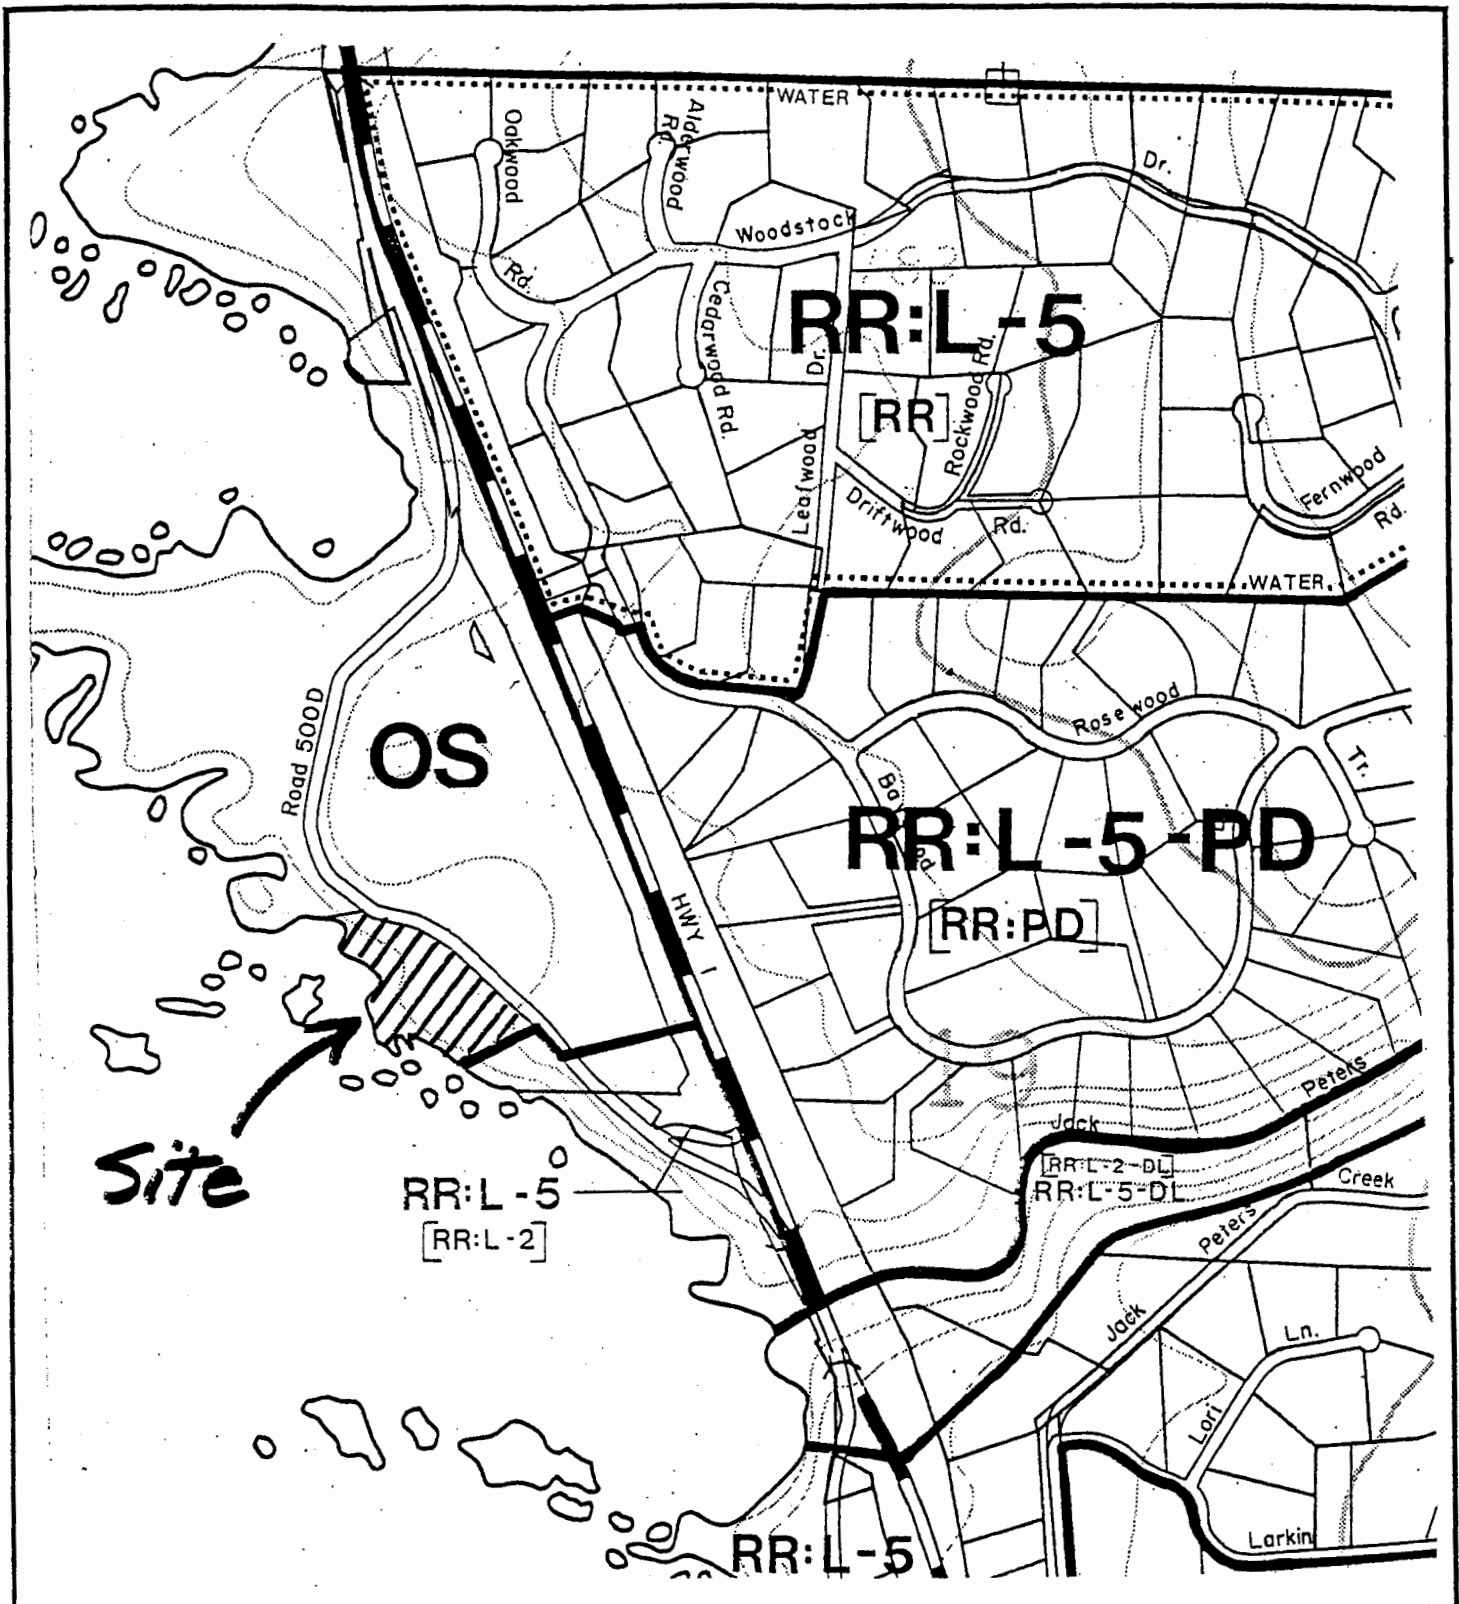 WATER
Oakwood
Rd.
Alderwood
Rd.
Dr.
Woodstock
Cedarwood Rd.
RR:L-5
Dr.
[RR]
Rockwood Rd.
Leafwood
Driftwood
Rd.
Fernwood
Rd.
WATER
Road 500D
OS
Rosewood
Tr.
RR:L-5-PD
[RR:PD]
HWY 1
19
Peters
Jack
[RR:L-2-DL]
RR:L-5-DL
Creek
Peters
Jack
Site
RR:L-5
[RR:L-2]
Ln.
Lori
Larkin
RR:L-5